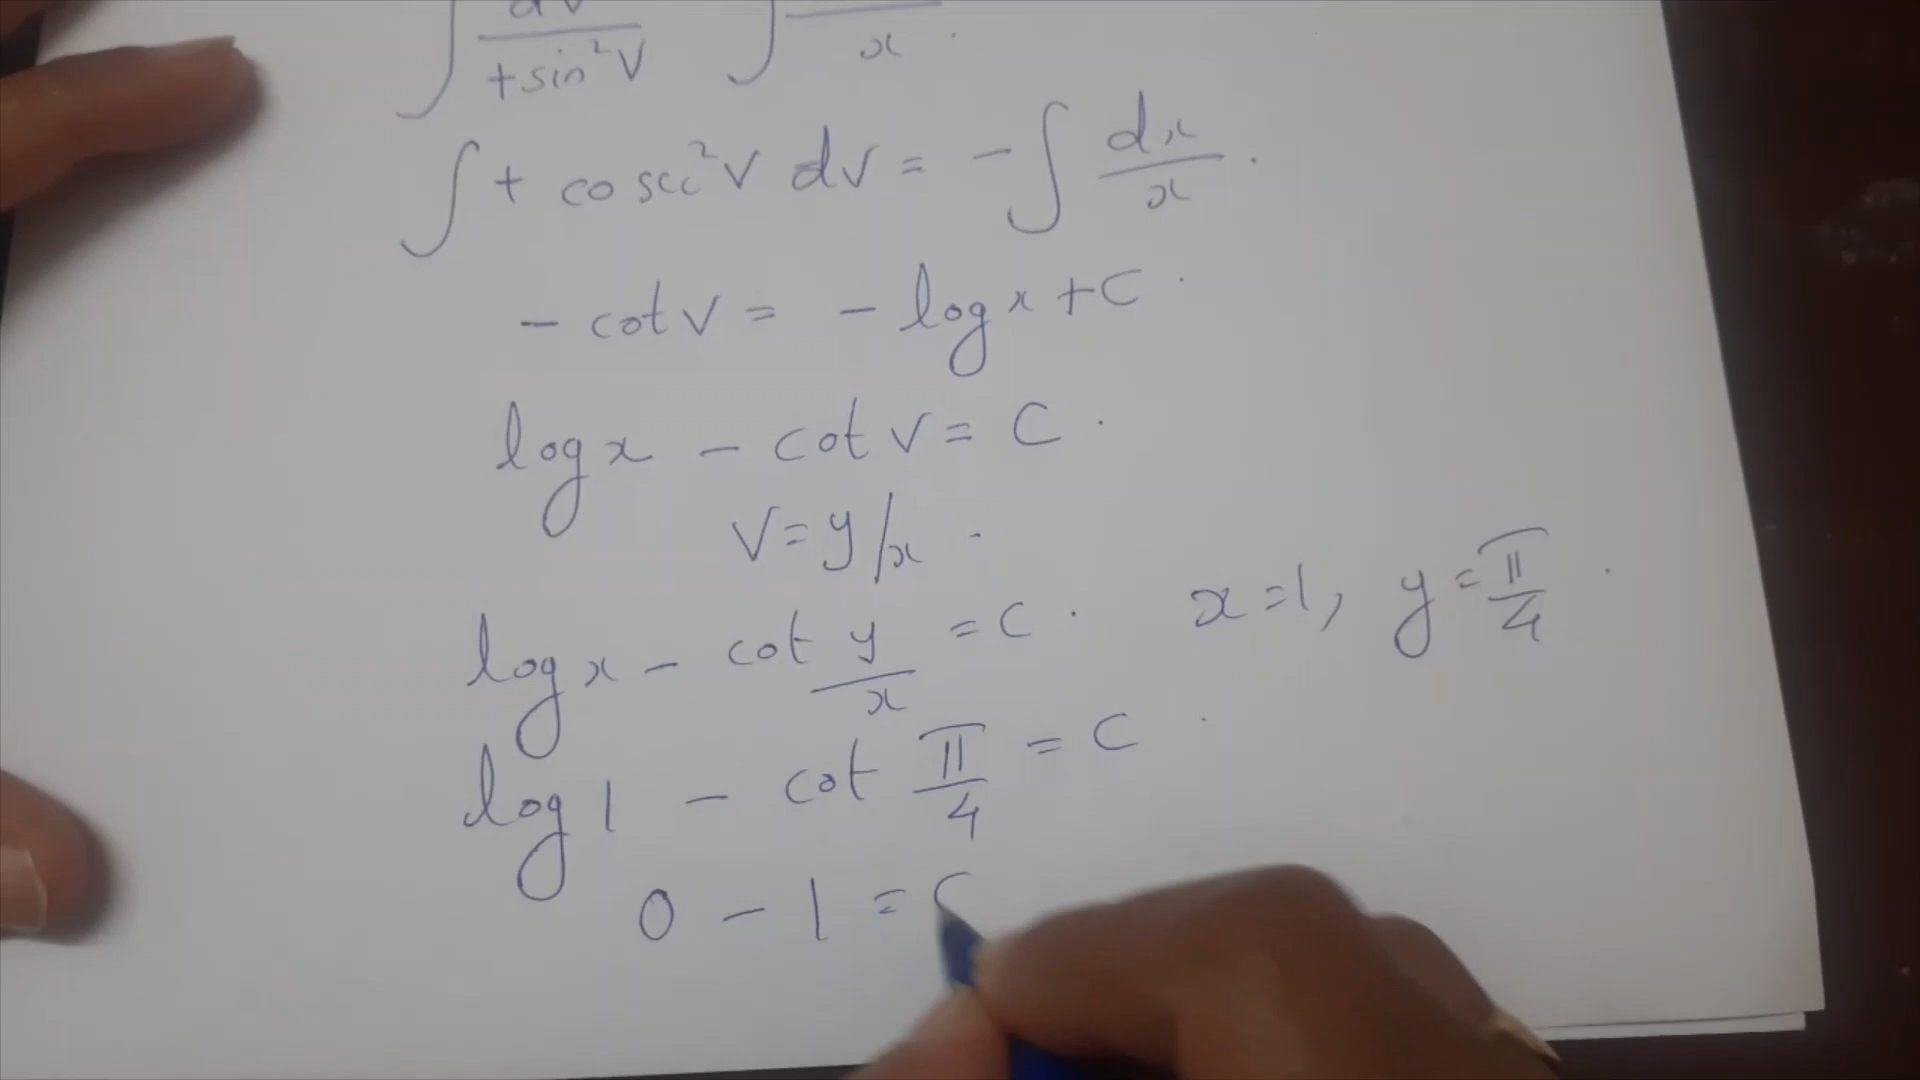 ∫ dv / +sin²V ∫ / x .
∫ + cosec²V dv = - ∫ dx / x .
- cot V = - log x + C .
log x - cot V = C .
V = y/x .
log x - cot y/x = C . x = 1, y = π/4 .
log 1 - cot π/4 = C .
0 - 1 = C